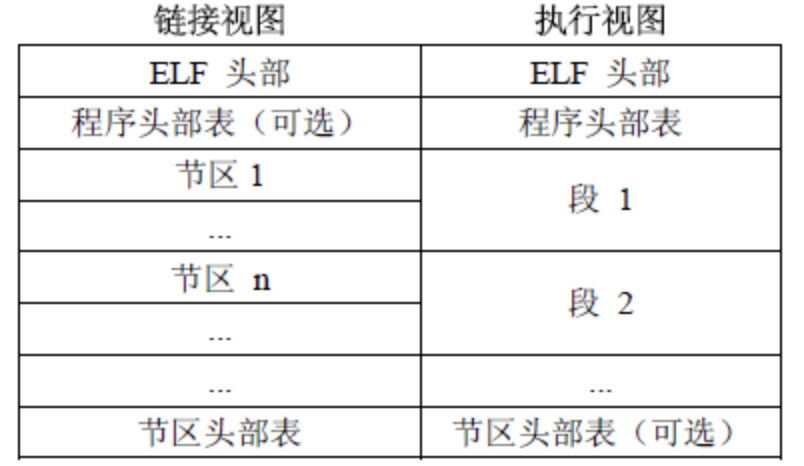 链接视图 执行视图
ELF 头部 ELF 头部
程序头部表（可选） 程序头部表
节区 1
段 1
...
节区 n
段 2
...
... ...
节区头部表 节区头部表（可选）